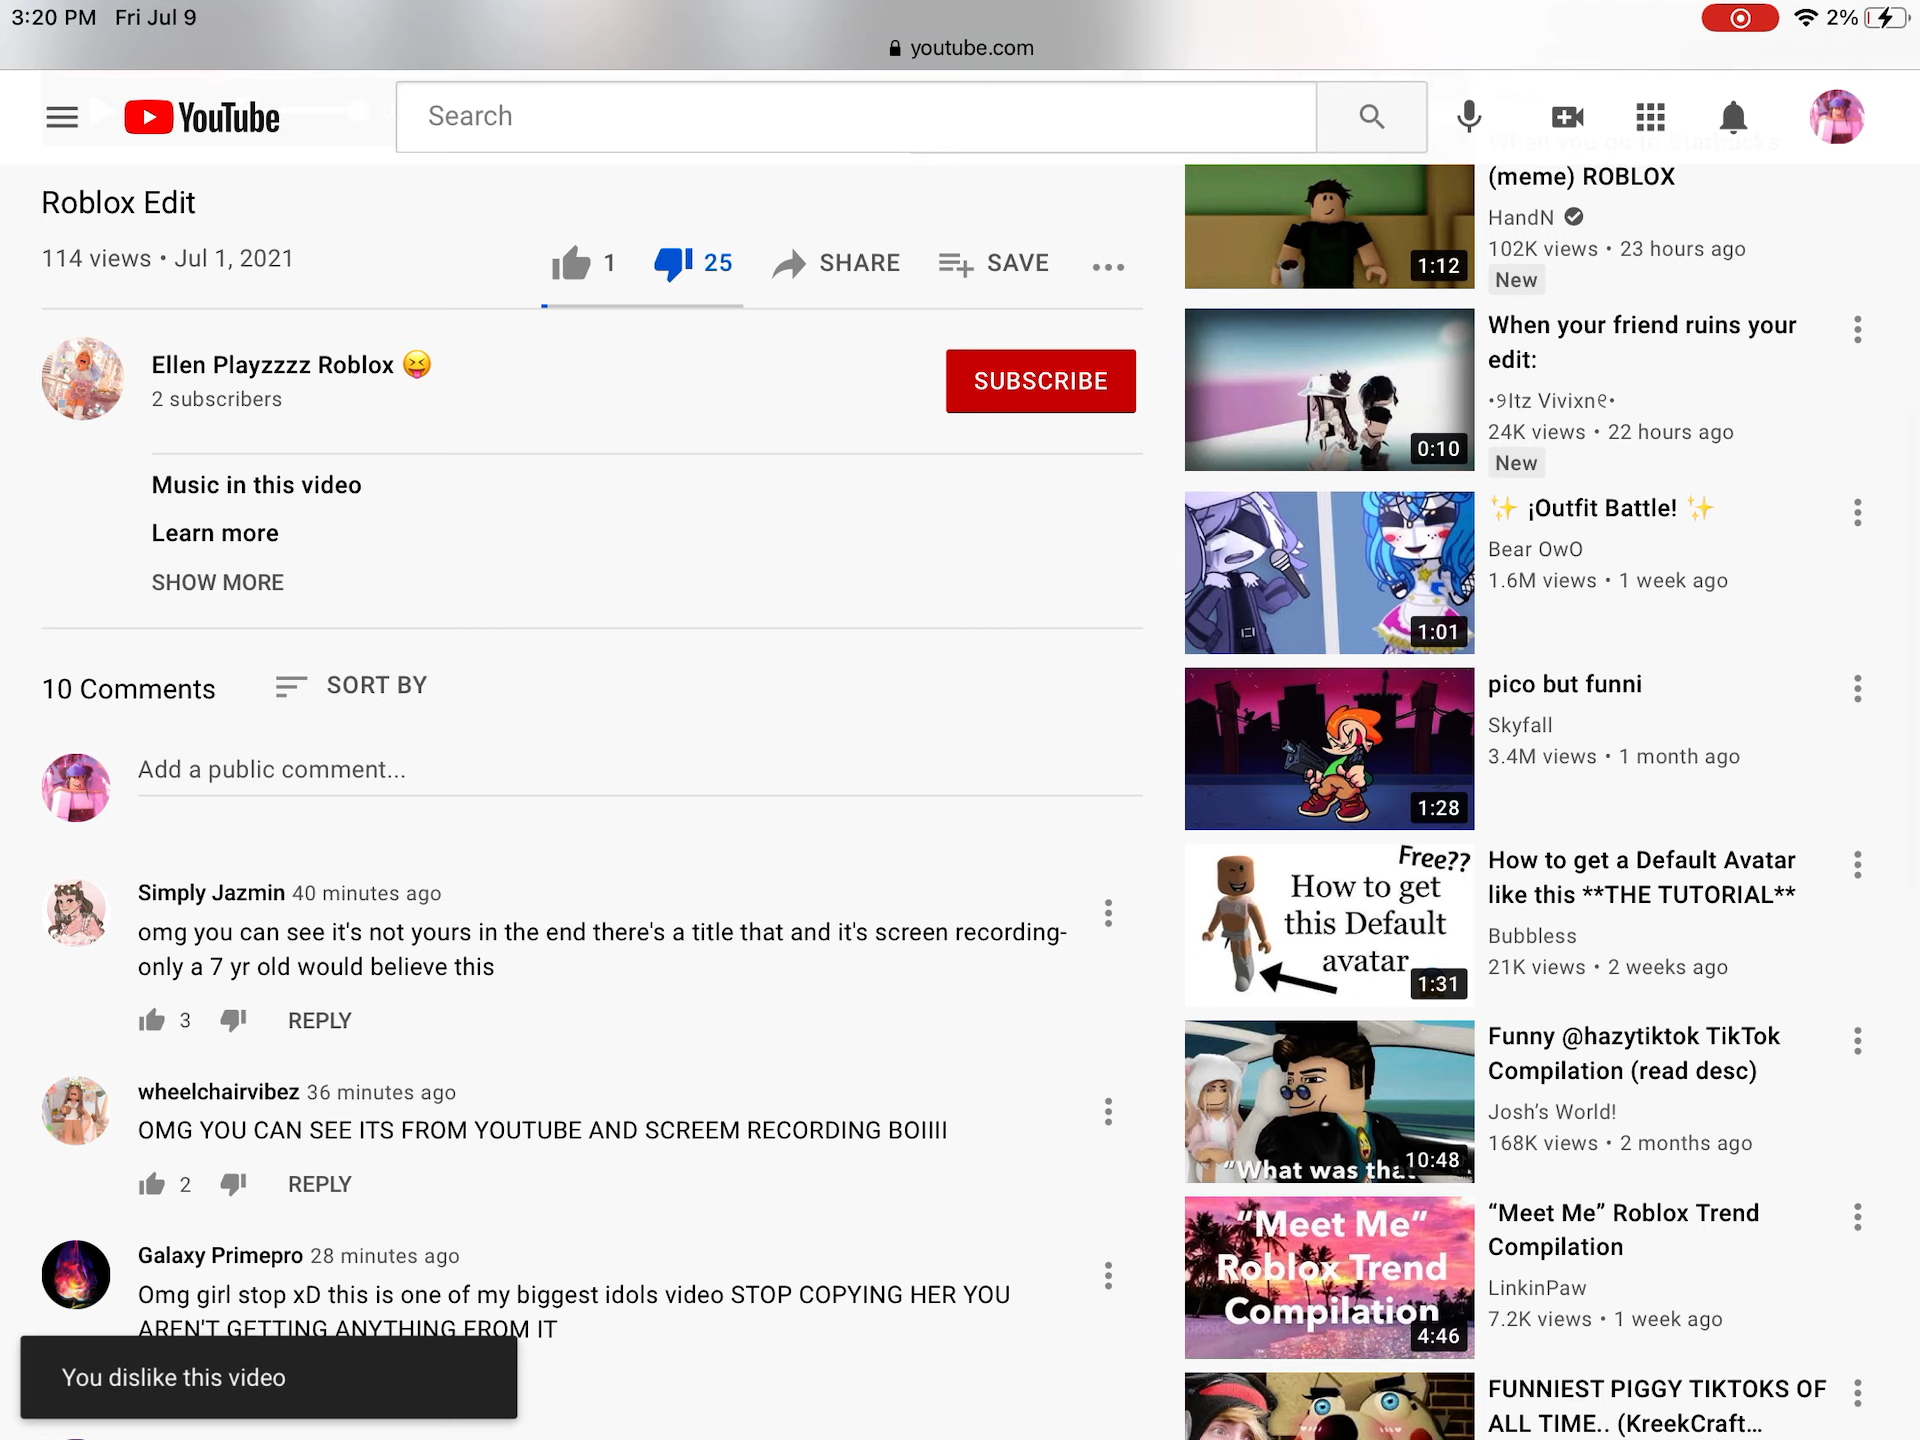 3:20 PM Fri Jul 9
2%
youtube.com
YouTube
Search
Roblox Edit
114 views • Jul 1, 2021
1
25
SHARE
SAVE
Ellen Playzzzz Roblox 😝
2 subscribers
SUBSCRIBE
Music in this video
Learn more
SHOW MORE
10 Comments
SORT BY
Add a public comment...
Simply Jazmin 40 minutes ago
omg you can see it's not yours in the end there's a title that and it's screen recording-
only a 7 yr old would believe this
3
REPLY
wheelchairvibez 36 minutes ago
OMG YOU CAN SEE ITS FROM YOUTUBE AND SCREEM RECORDING BOIIII
2
REPLY
Galaxy Primepro 28 minutes ago
Omg girl stop xD this is one of my biggest idols video STOP COPYING HER YOU
AREN'T GETTING ANYTHING FROM IT
You dislike this video
When you go to Starbucks
(meme) ROBLOX
HandN
102K views • 23 hours ago
New
1:12
When your friend ruins your
edit:
•୨Itz Vivixn୧•
24K views • 22 hours ago
New
0:10
✨ ¡Outfit Battle! ✨
Bear OwO
1.6M views • 1 week ago
1:01
pico but funni
Skyfall
3.4M views • 1 month ago
1:28
Free??
How to get
this Default
avatar
1:31
How to get a Default Avatar
like this **THE TUTORIAL**
Bubbless
21K views • 2 weeks ago
"What was tha
10:48
Funny @hazytiktok TikTok
Compilation (read desc)
Josh’s World!
168K views • 2 months ago
“Meet Me”
Roblox Trend
Compilation
4:46
“Meet Me” Roblox Trend
Compilation
LinkinPaw
7.2K views • 1 week ago
FUNNIEST PIGGY TIKTOKS OF
ALL TIME.. (KreekCraft...